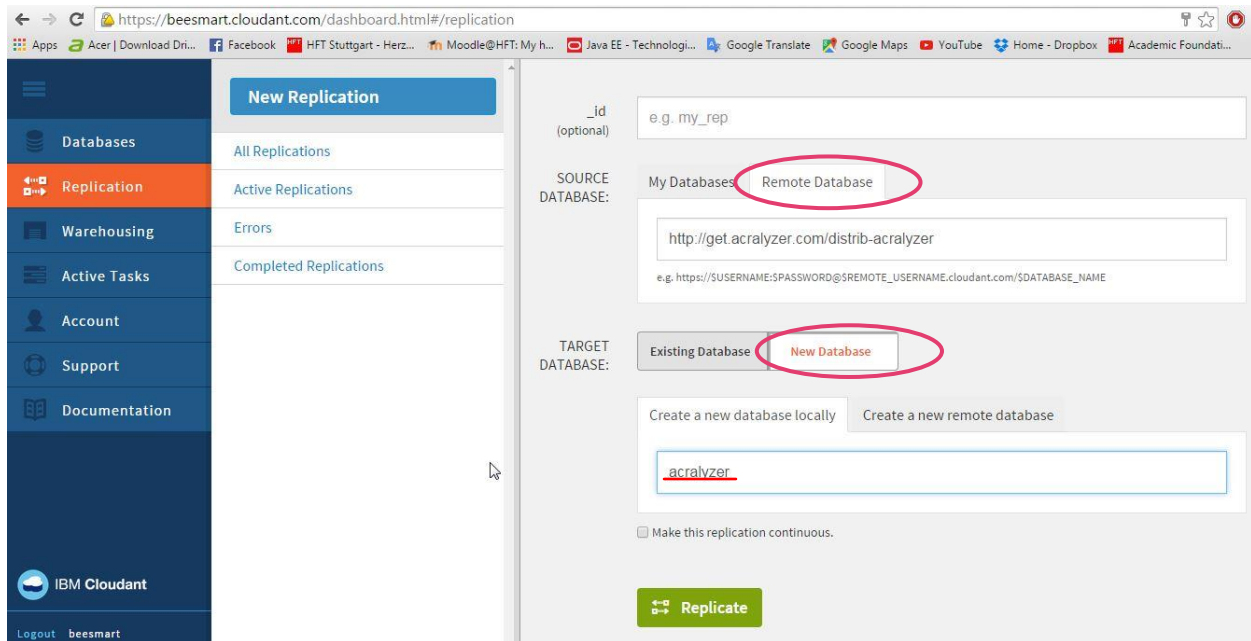 https://beesmart.cloudant.com/dashboard.html#/replication
Apps Acer | Download Dri... Facebook HFT Stuttgart - Herz... Moodle@HFT: My h... Java EE - Technologi... Google Translate Google Maps YouTube Home - Dropbox Academic Foundati...
Databases
Replication
Warehousing
Active Tasks
Account
Support
Documentation
IBM Cloudant
Logout beesmart
New Replication
All Replications
Active Replications
Errors
Completed Replications
_id
(optional)
e.g. my_rep
SOURCE
DATABASE:
My Databases Remote Database
http://get.acralyzer.com/distrib-acralyzer
e.g. https://$USERNAME:$PASSWORD@$REMOTE_USERNAME.cloudant.com/$DATABASE_NAME
TARGET
DATABASE:
Existing Database New Database
Create a new database locally Create a new remote database
acralyzer
Make this replication continuous.
Replicate